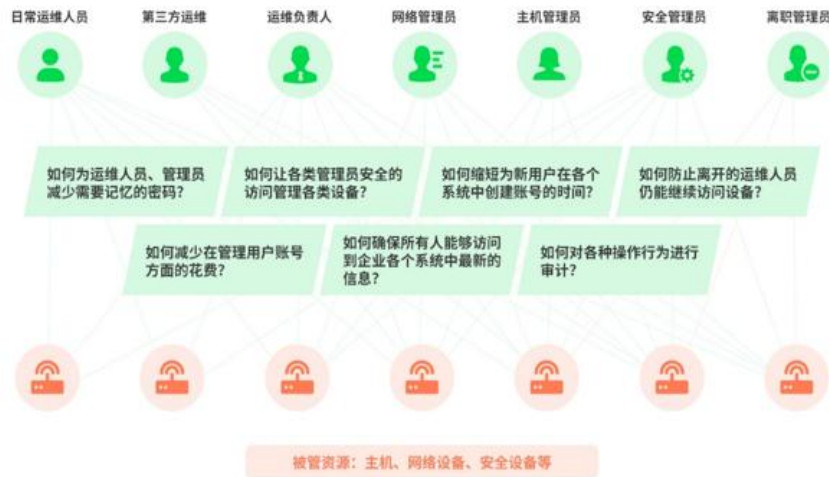 日常运维人员
第三方运维
运维负责人
网络管理员
主机管理员
安全管理员
离职管理员
如何为运维人员、管理员
减少需要记忆的密码？
如何让各类管理员安全的
访问管理各类设备？
如何缩短为新用户在各个
系统中创建账号的时间？
如何防止离开的运维人员
仍能继续访问设备？
如何减少在管理用户账号
方面的花费？
如何确保所有人能够访问
到企业各个系统中最新的
信息？
如何对各种操作行为进行
审计？
被管资源：主机、网络设备、安全设备等